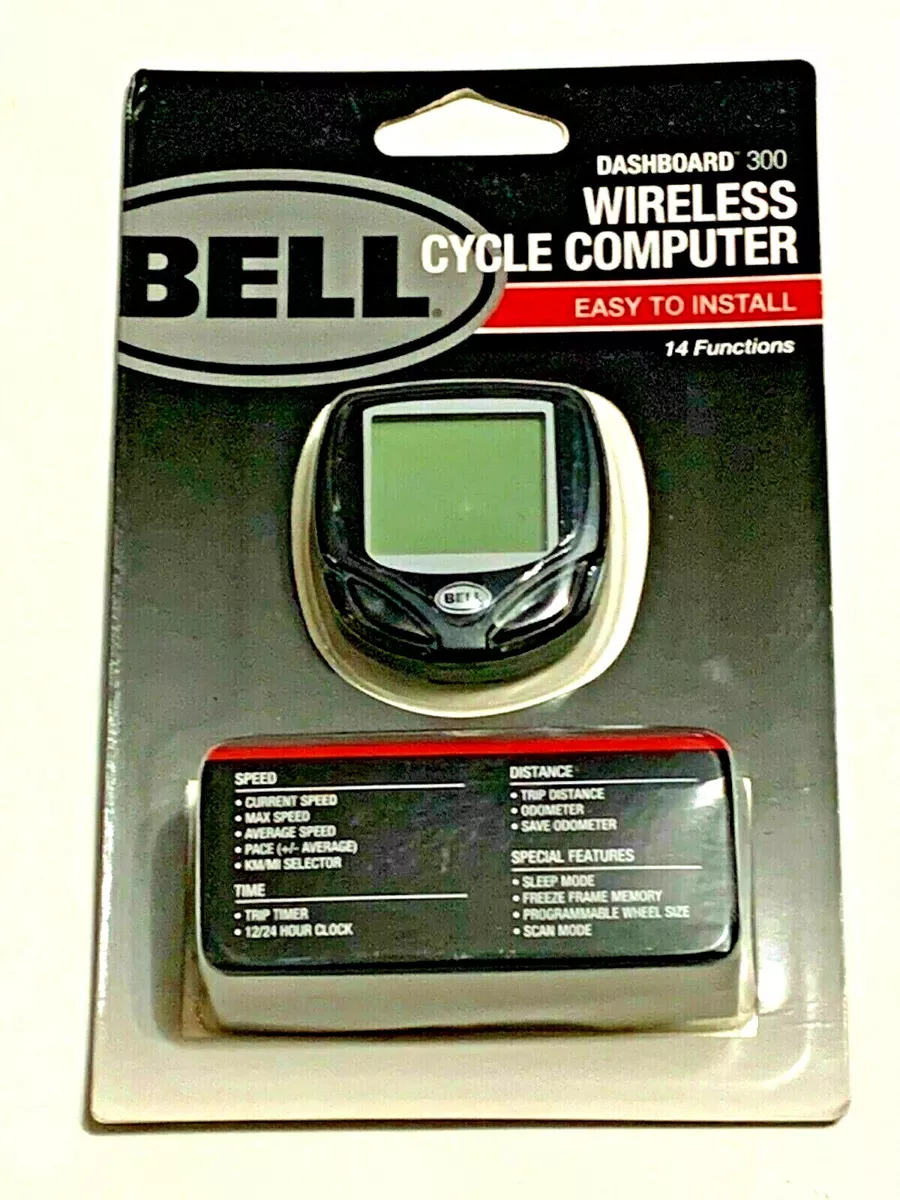 DASHBOARD™ 300
WIRELESS
CYCLE COMPUTER
BELL®
EASY TO INSTALL
14 Functions
BELL
SPEED
• CURRENT SPEED
• MAX SPEED
• AVERAGE SPEED
• PACE (+/- AVERAGE)
• KM/MI SELECTOR
TIME
• TRIP TIMER
• 12/24 HOUR CLOCK
DISTANCE
• TRIP DISTANCE
• ODOMETER
• SAVE ODOMETER
SPECIAL FEATURES
• SLEEP MODE
• FREEZE FRAME MEMORY
• PROGRAMMABLE WHEEL SIZE
• SCAN MODE